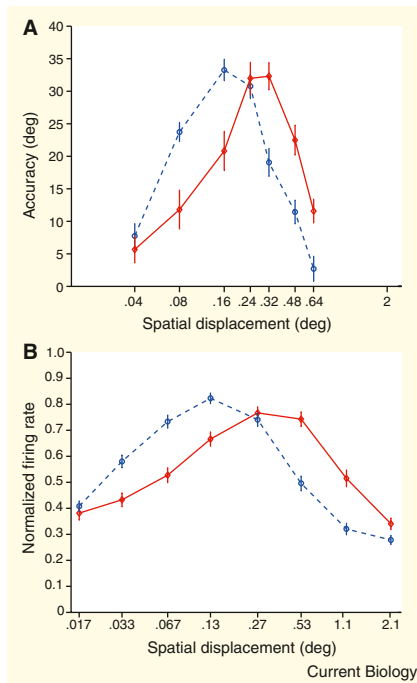 A
40
35
30
25
20
15
10
5
0
Accuracy (deg)
.04 .08 .16 .24 .32 .48 .64 2
Spatial displacement (deg)
B
1.0
0.9
0.8
0.7
0.6
0.5
0.4
0.3
0.2
0.1
0
Normalized firing rate
.017 .033 .067 .13 .27 .53 1.1 2.1
Spatial displacement (deg)
Current Biology